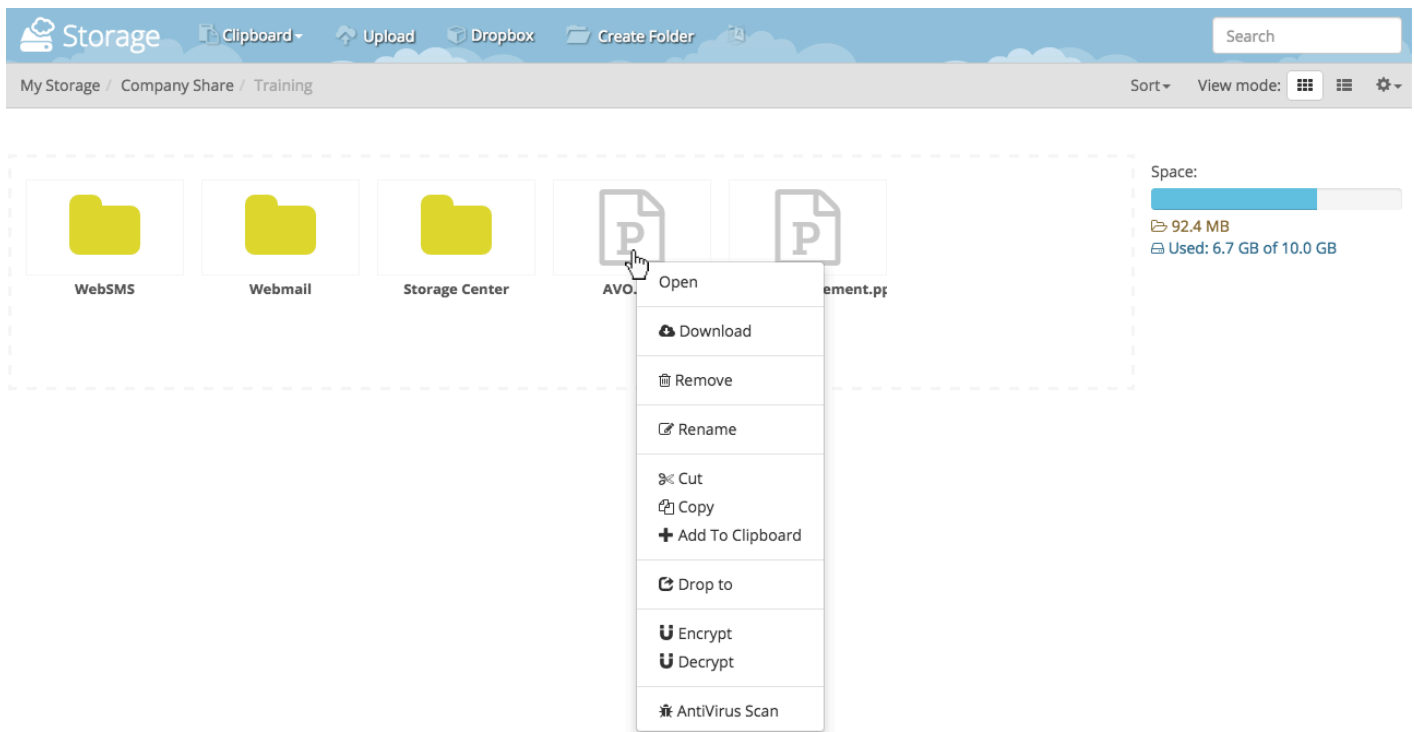 Storage Clipboard Upload Dropbox Create Folder Search
My Storage / Company Share / Training Sort View mode:
Space:
92.4 MB
Used: 6.7 GB of 10.0 GB
P P
WebSMS Webmail Storage Center AVO. ement.pp
Open
Download
Remove
Rename
Cut
Copy
Add To Clipboard
Drop to
Encrypt
Decrypt
AntiVirus Scan